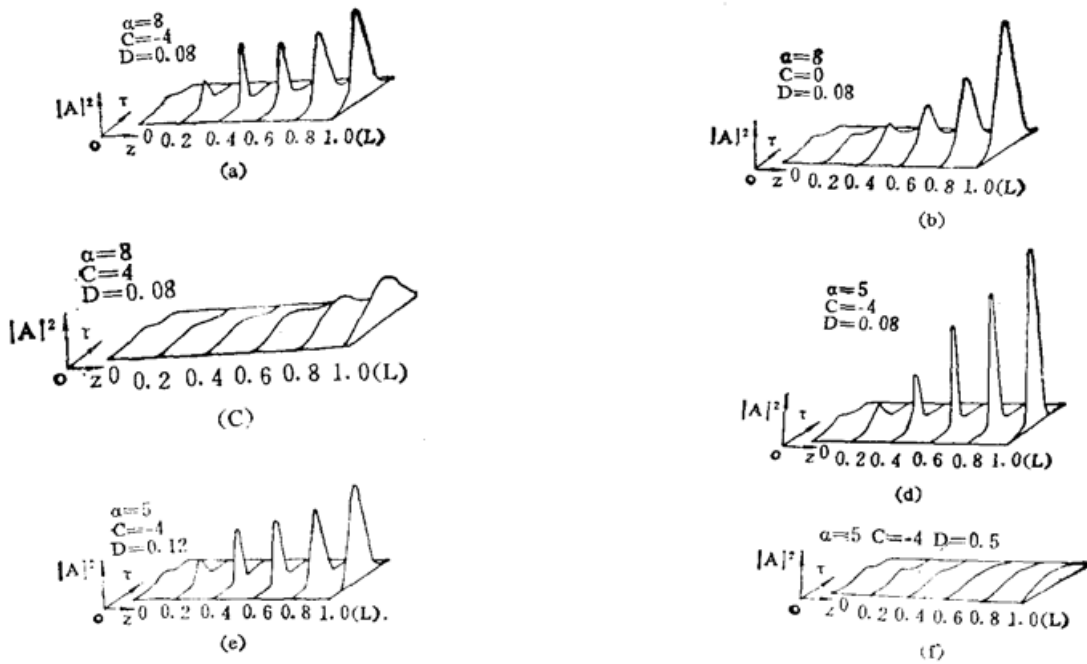 α=8
C=-4
D=0.08
|A|² τ
o z 0 0.2 0.4 0.6 0.8 1.0(L)
(a)
α=8
C=0
D=0.08
|A|² τ
o z 0 0.2 0.4 0.6 0.8 1.0(L)
(b)
α=8
C=4
D=0.08
|A|² τ
o z 0 0.2 0.4 0.6 0.8 1.0(L)
(C)
α=5
C=-4
D=0.08
|A|² τ
o z 0 0.2 0.4 0.6 0.8 1.0(L)
(d)
α=5
C=-4
D=0.12
|A|² τ
o z 0 0.2 0.4 0.6 0.8 1.0(L).
(e)
α=5 C=-4 D=0.5
|A|² τ
o z 0 0.2 0.4 0.6 0.8 1.0(L)
(f)